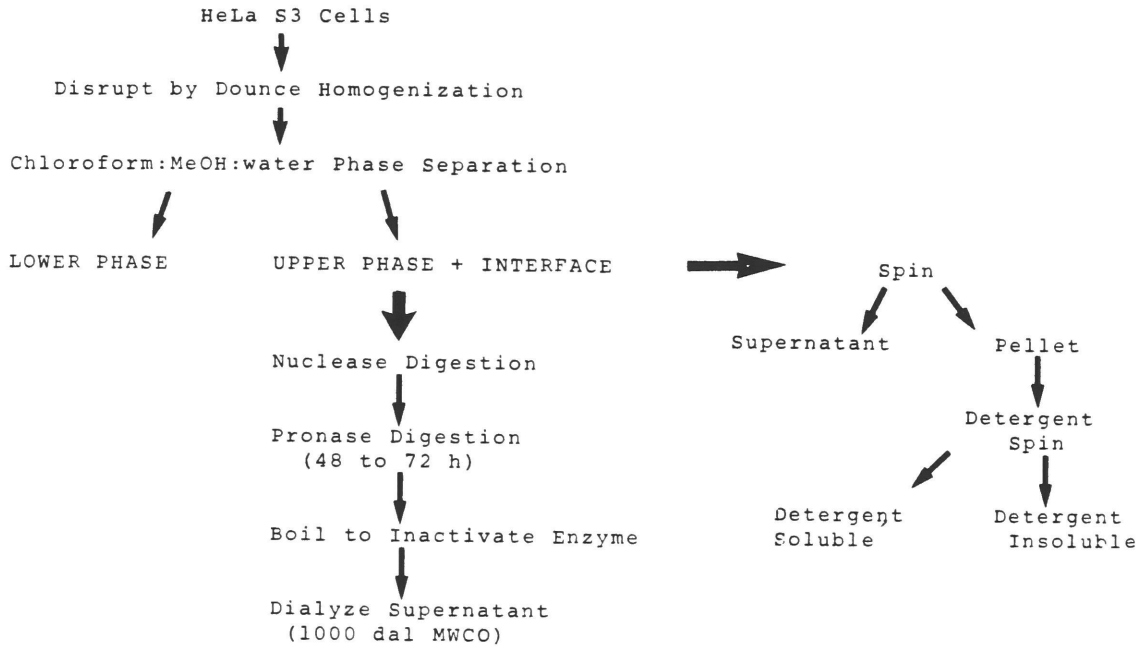 HeLa S3 Cells
Disrupt by Dounce Homogenization
Chloroform:MeOH:water Phase Separation
LOWER PHASE
UPPER PHASE + INTERFACE
Spin
Supernatant
Pellet
Nuclease Digestion
Detergent
Spin
Pronase Digestion
(48 to 72 h)
Detergent
Soluble
Detergent
Insoluble
Boil to Inactivate Enzyme
Dialyze Supernatant
(1000 dal MWCO)